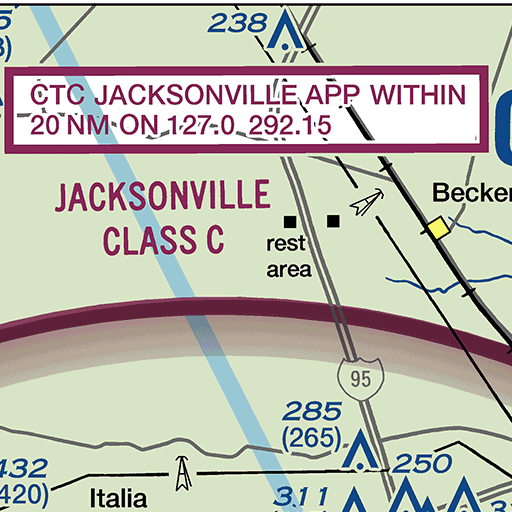 238
CTC JACKSONVILLE APP WITHIN
20 NM ON 127.0 292.15
JACKSONVILLE
CLASS C
Becker
rest
area
95
285
(265)
432
420)
250
Italia
311